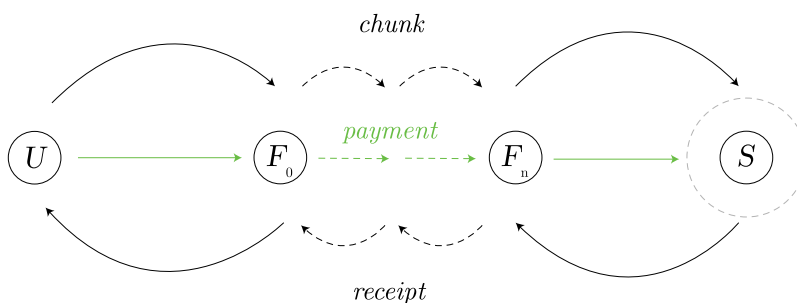 chunk
payment
U F₀ Fₙ S
receipt